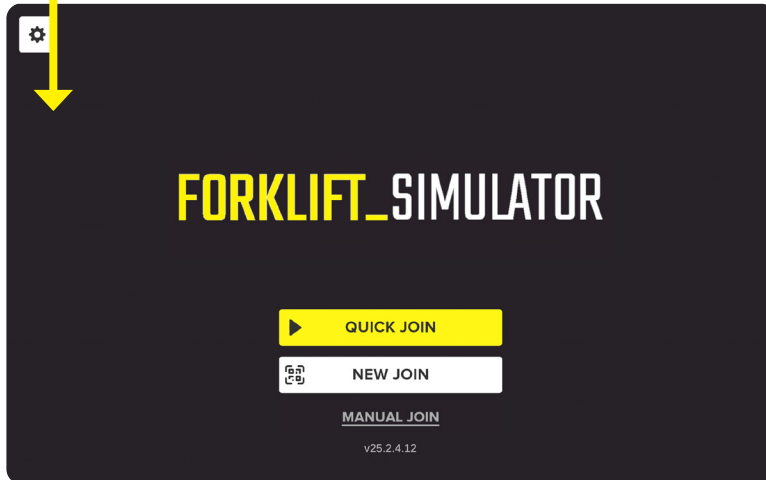 FORKLIFT_SIMULATOR
QUICK JOIN
NEW JOIN
MANUAL JOIN
v25.2.4.12